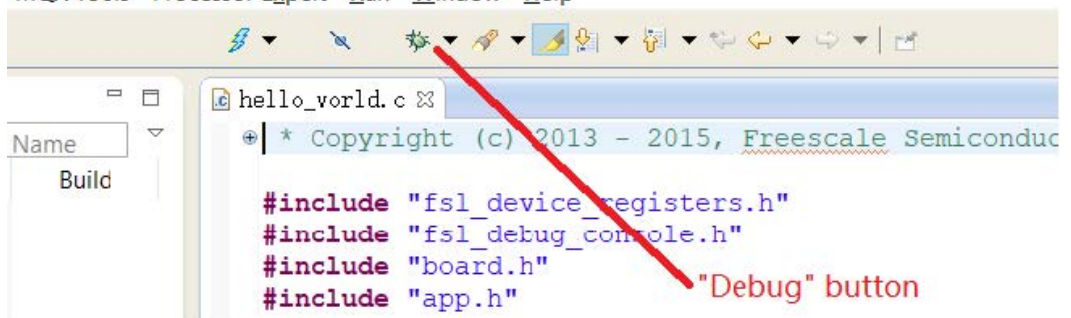 hello_vorld.c
Name
* Copyright (c) 2013 - 2015, Freescale Semiconduc
Build
#include "fsl_device_registers.h"
#include "fsl_debug_console.h"
#include "board.h"
#include "app.h"
"Debug" button